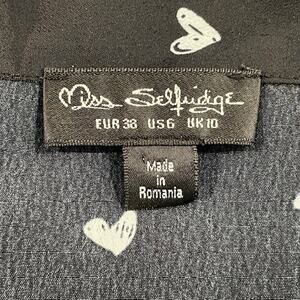 Miss Selfridge
EUR 38 US 6 UK 10
Made
in
Romania